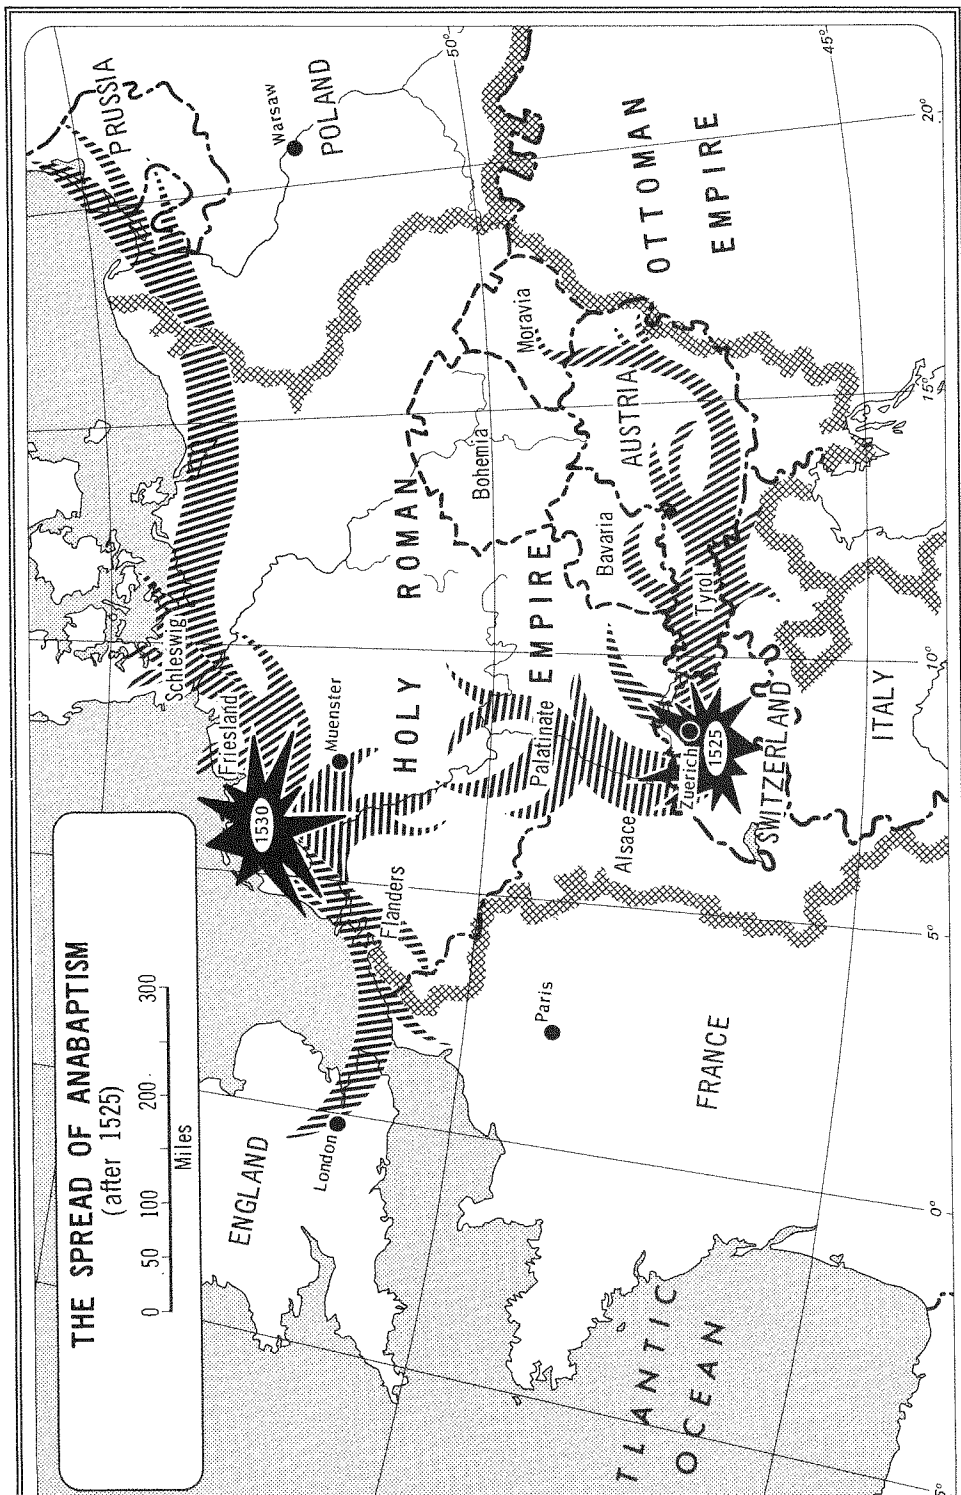 THE SPREAD OF ANABAPTISM
(after 1525)
0 50 100 200 300
Miles
ENGLAND
London
Schleswig
Friesland
1530
Muenster
Flanders
PRUSSIA
Warsaw
POLAND
HOLY ROMAN
EMPIRE
Bohemia
Moravia
Palatinate
Bavaria
AUSTRIA
Tyrol
Alsace
Zuerich
1525
SWITZERLAND
ITALY
Paris
FRANCE
OTTOMAN
EMPIRE
TLANTIC
OCEAN
50°
45°
5°
0°
5°
10°
15°
20°